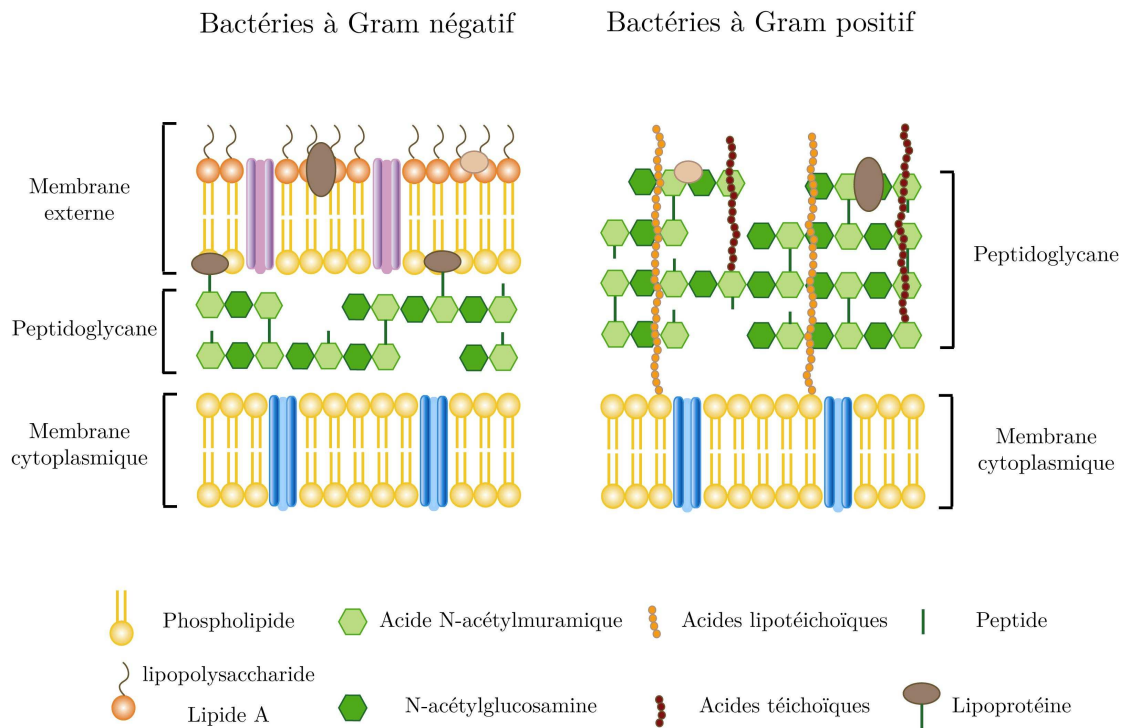 Bactéries à Gram négatif
Bactéries à Gram positif
Membrane
externe
Peptidoglycane
Membrane
cytoplasmique
Peptidoglycane
Membrane
cytoplasmique
Phospholipide
Acide N-acétylmuramique
Acides lipotéichoïques
Peptide
lipopolysaccharide
Lipide A
N-acétylglucosamine
Acides téichoïques
Lipoprotéine